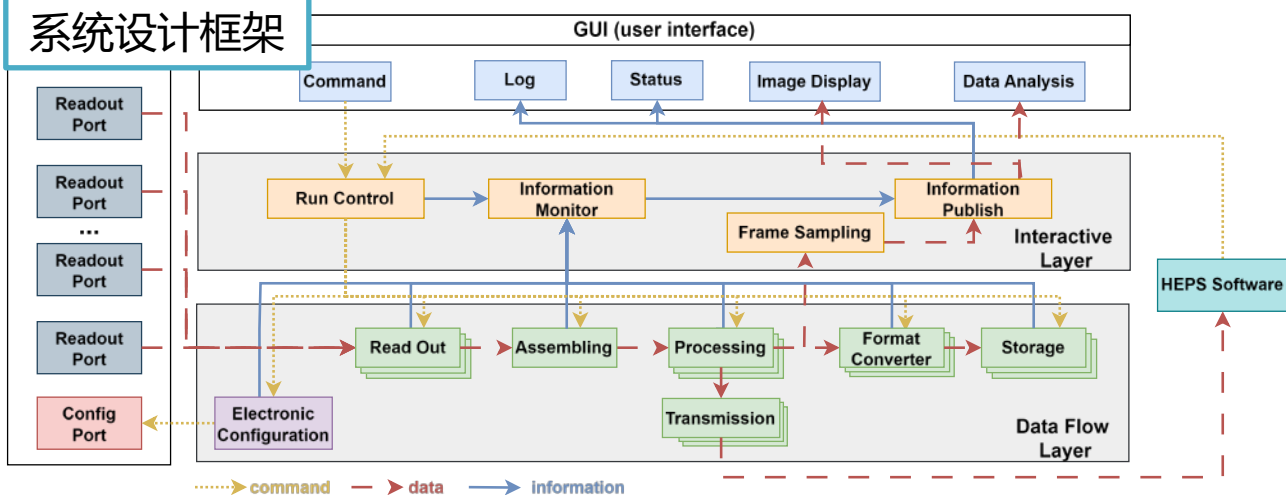 系统设计框架
GUI (user interface)
Command
Log
Status
Image Display
Data Analysis
Readout
Port
Readout
Port
...
Readout
Port
Readout
Port
Config
Port
Run Control
Information
Monitor
Information
Publish
Frame Sampling
Interactive
Layer
HEPS Software
Read Out
Assembling
Processing
Format
Converter
Storage
Electronic
Configuration
Transmission
Data Flow
Layer
command
data
information